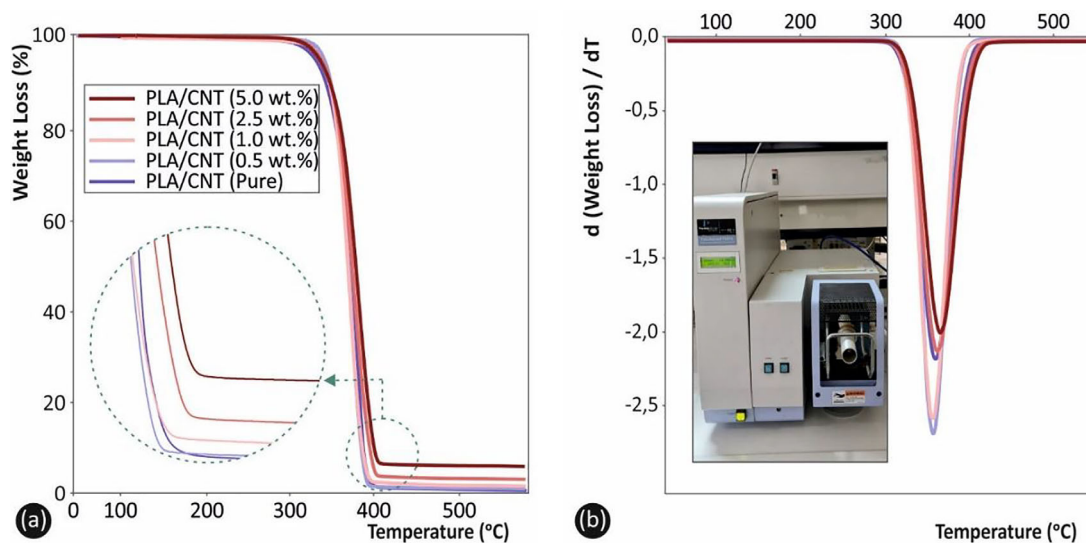 100
80
60
40
20
0
Weight Loss (%)
PLA/CNT (5.0 wt.%)
PLA/CNT (2.5 wt.%)
PLA/CNT (1.0 wt.%)
PLA/CNT (0.5 wt.%)
PLA/CNT (Pure)
0 100 200 300 400 500
Temperature (ºC)
(a)
100 200 300 400 500
0,0
-0,5
-1,0
-1,5
-2,0
-2,5
d (Weight Loss) / dT
Temperature (ºC)
(b)